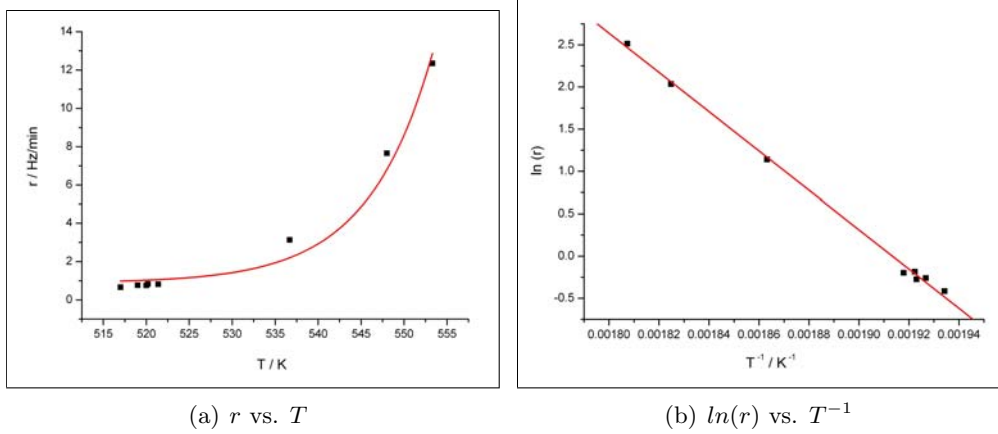 14
12
10
8
6
4
2
0
r / Hz/min
515 520 525 530 535 540 545 550 555
T / K
2.5
2.0
1.5
1.0
0.5
0.0
-0.5
ln (r)
0.00180 0.00182 0.00184 0.00186 0.00188 0.00190 0.00192 0.00194
T⁻¹ / K⁻¹
(a) r vs. T
(b) ln(r) vs. T⁻¹